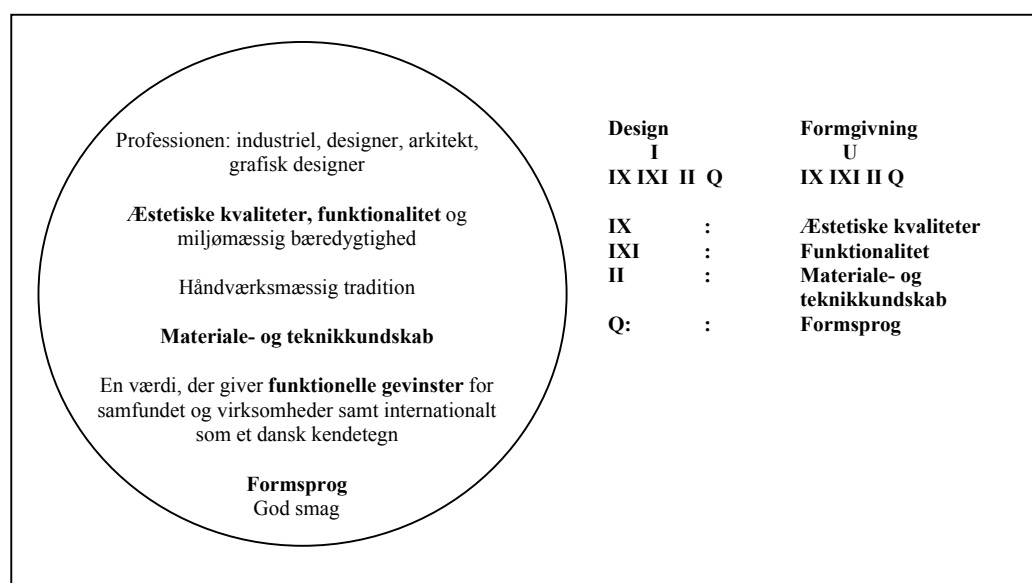 Professionen: industriel, designer, arkitekt,
grafisk designer
Æstetiske kvaliteter, funktionalitet og
miljømæssig bæredygtighed
Håndværksmæssig tradition
Materiale- og teknikkundskab
En værdi, der giver funktionelle gevinster for
samfundet og virksomheder samt internationalt
som et dansk kendetegn
Formsprog
God smag
Design Formgivning
I U
IX IXI II Q IX IXI II Q
IX : Æstetiske kvaliteter
IXI : Funktionalitet
II : Materiale- og
teknikkundskab
Q: : Formsprog